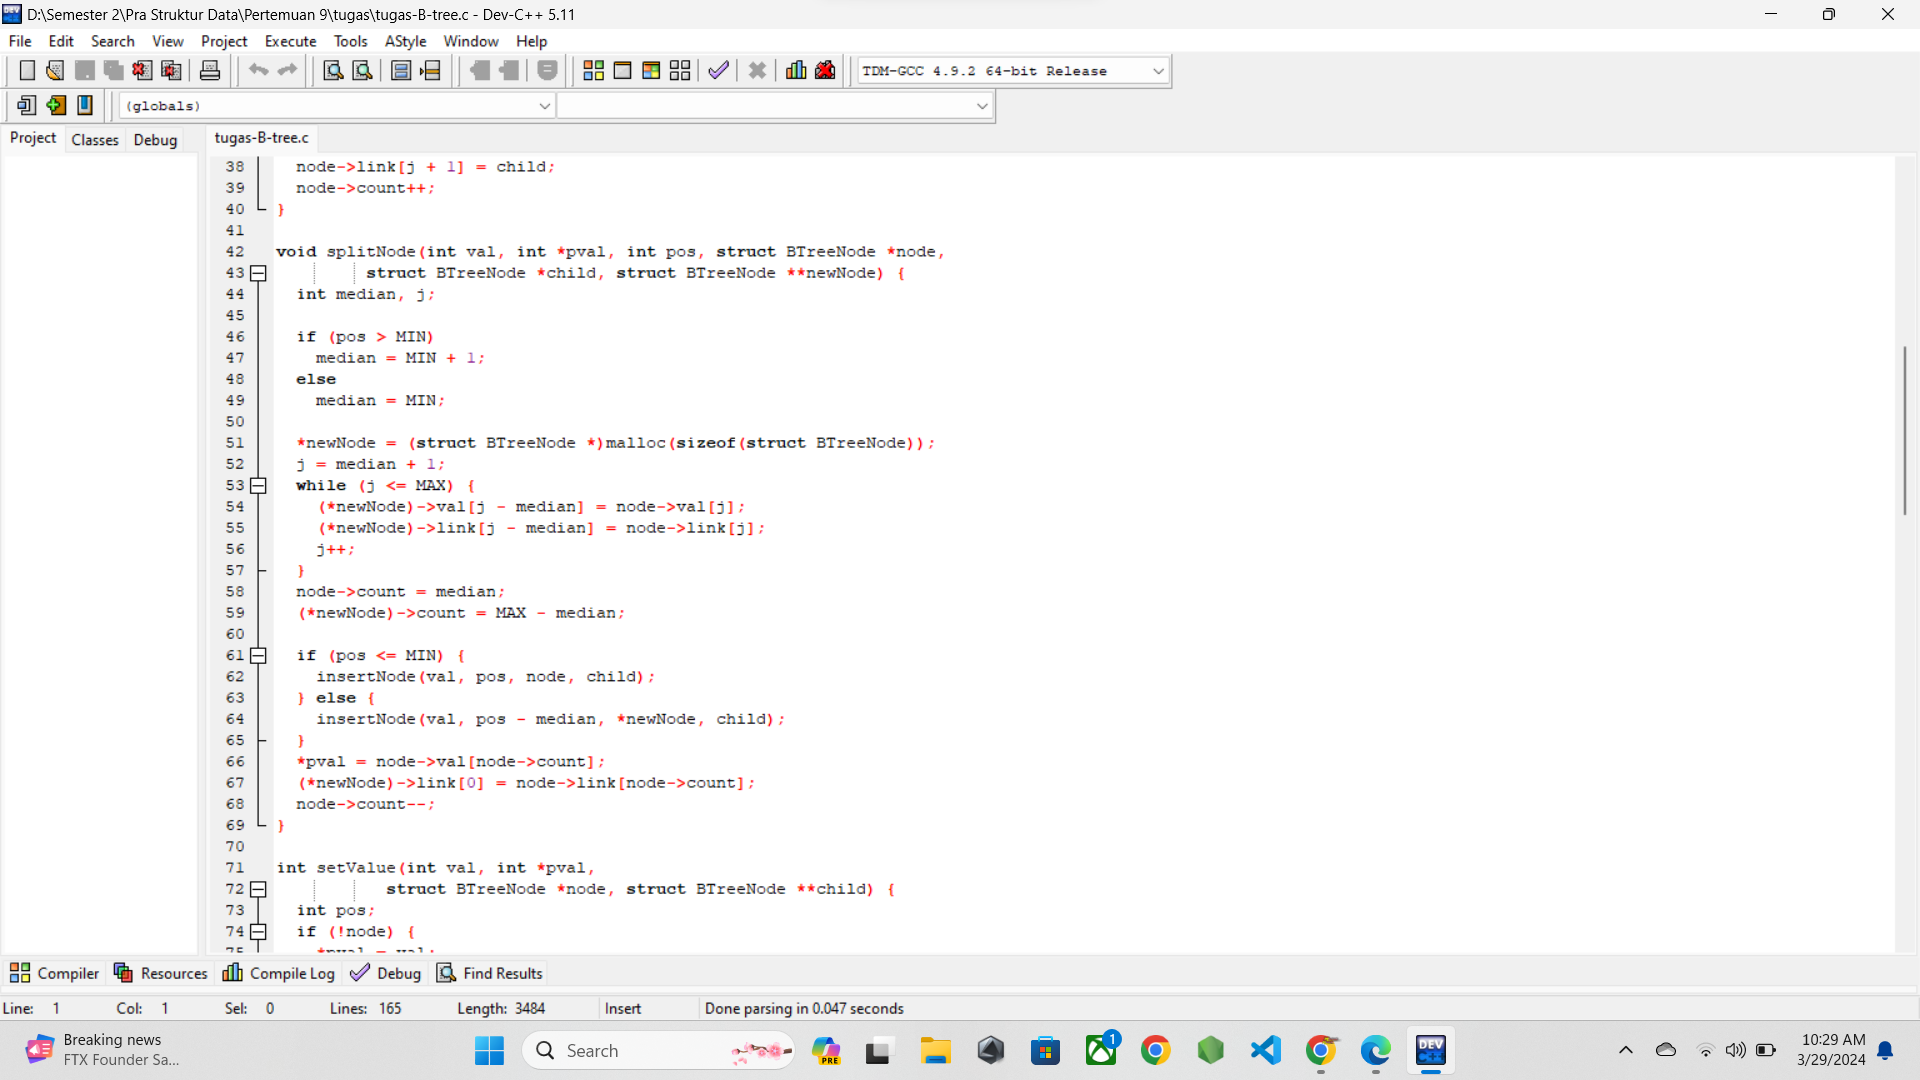 D:\Semester 2\Pra Struktur Data\Pertemuan 9\tugas\tugas-B-tree.c - Dev-C++ 5.11
File Edit Search View Project Execute Tools AStyle Window Help
TDM-GCC 4.9.2 64-bit Release
(globals)
Project Classes Debug
tugas-B-tree.c
38 node->link[j + 1] = child;
39 node->count++;
40 }
41
42 void splitNode(int val, int *pval, int pos, struct BTreeNode *node,
43 struct BTreeNode *child, struct BTreeNode **newNode) {
44 int median, j;
45
46 if (pos > MIN)
47 median = MIN + 1;
48 else
49 median = MIN;
50
51 *newNode = (struct BTreeNode *)malloc(sizeof(struct BTreeNode));
52 j = median + 1;
53 while (j <= MAX) {
54 (*newNode)->val[j - median] = node->val[j];
55 (*newNode)->link[j - median] = node->link[j];
56 j++;
57 }
58 node->count = median;
59 (*newNode)->count = MAX - median;
60
61 if (pos <= MIN) {
62 insertNode(val, pos, node, child);
63 } else {
64 insertNode(val, pos - median, *newNode, child);
65 }
66 *pval = node->val[node->count];
67 (*newNode)->link[0] = node->link[node->count];
68 node->count--;
69 }
70
71 int setValue(int val, int *pval,
72 struct BTreeNode *node, struct BTreeNode **child) {
73 int pos;
74 if (!node) {
75 *pval = val;
Compiler Resources Compile Log Debug Find Results
Line: 1 Col: 1 Sel: 0 Lines: 165 Length: 3484 Insert Done parsing in 0.047 seconds
Breaking news
FTX Founder Sa...
Search
PRE
1
DEV
C++
10:29 AM
3/29/2024